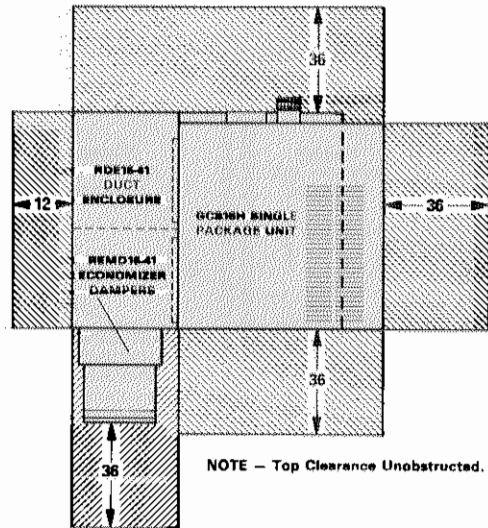 36
RDE16-41
DUCT
ENCLOSURE
12
GCS16H SINGLE
PACKAGE UNIT
36
REMD16-41
ECONOMIZER
DAMPERS
36
36
NOTE — Top Clearance Unobstructed.